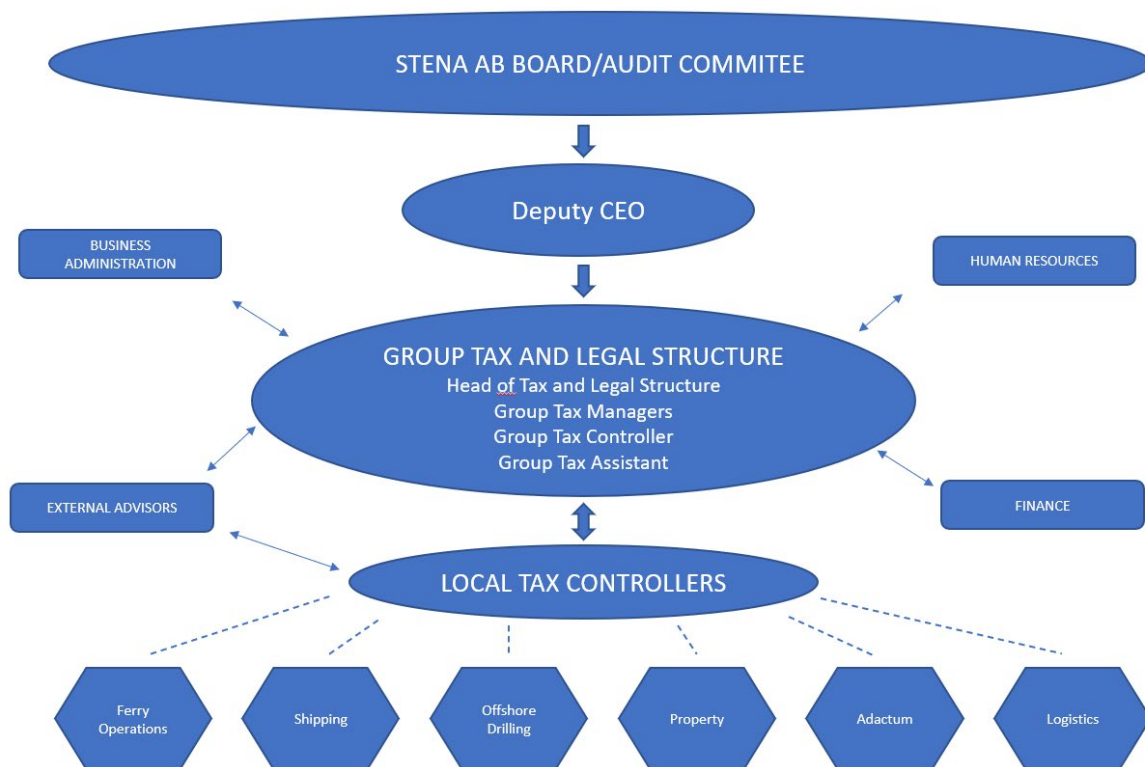 STENA AB BOARD/AUDIT COMMITEE
Deputy CEO
BUSINESS
ADMINISTRATION
HUMAN RESOURCES
GROUP TAX AND LEGAL STRUCTURE
Head of Tax and Legal Structure
Group Tax Managers
Group Tax Controller
Group Tax Assistant
EXTERNAL ADVISORS
FINANCE
LOCAL TAX CONTROLLERS
Ferry
Operations
Shipping
Offshore
Drilling
Property
Adactum
Logistics